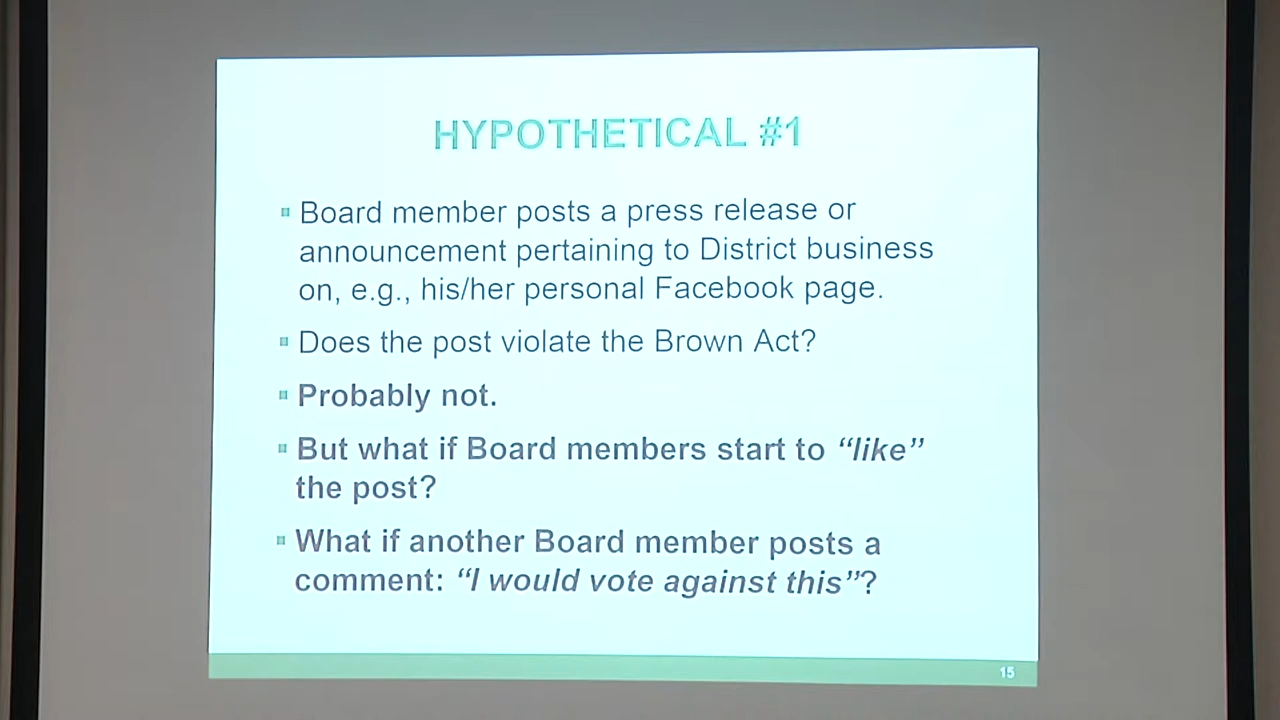 HYPOTHETICAL #1
Board member posts a press release or
announcement pertaining to District business
on, e.g., his/her personal Facebook page.
Does the post violate the Brown Act?
Probably not.
But what if Board members start to “like”
the post?
What if another Board member posts a
comment: “I would vote against this”?
15